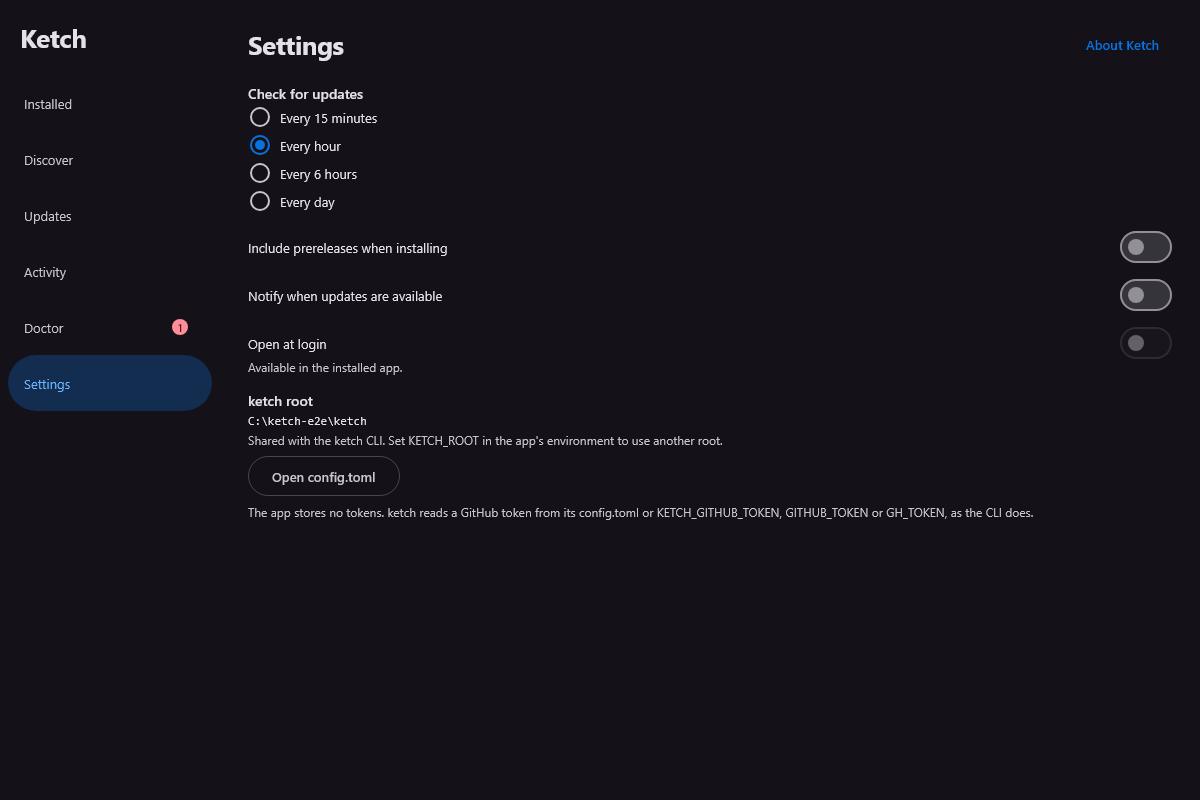 Ketch
Installed
Discover
Updates
Activity
Doctor
1
Settings
Settings
About Ketch
Check for updates
Every 15 minutes
Every hour
Every 6 hours
Every day
Include prereleases when installing
Notify when updates are available
Open at login
Available in the installed app.
ketch root
C:\ketch-e2e\ketch
Shared with the ketch CLI. Set KETCH_ROOT in the app's environment to use another root.
Open config.toml
The app stores no tokens. ketch reads a GitHub token from its config.toml or KETCH_GITHUB_TOKEN, GITHUB_TOKEN or GH_TOKEN, as the CLI does.